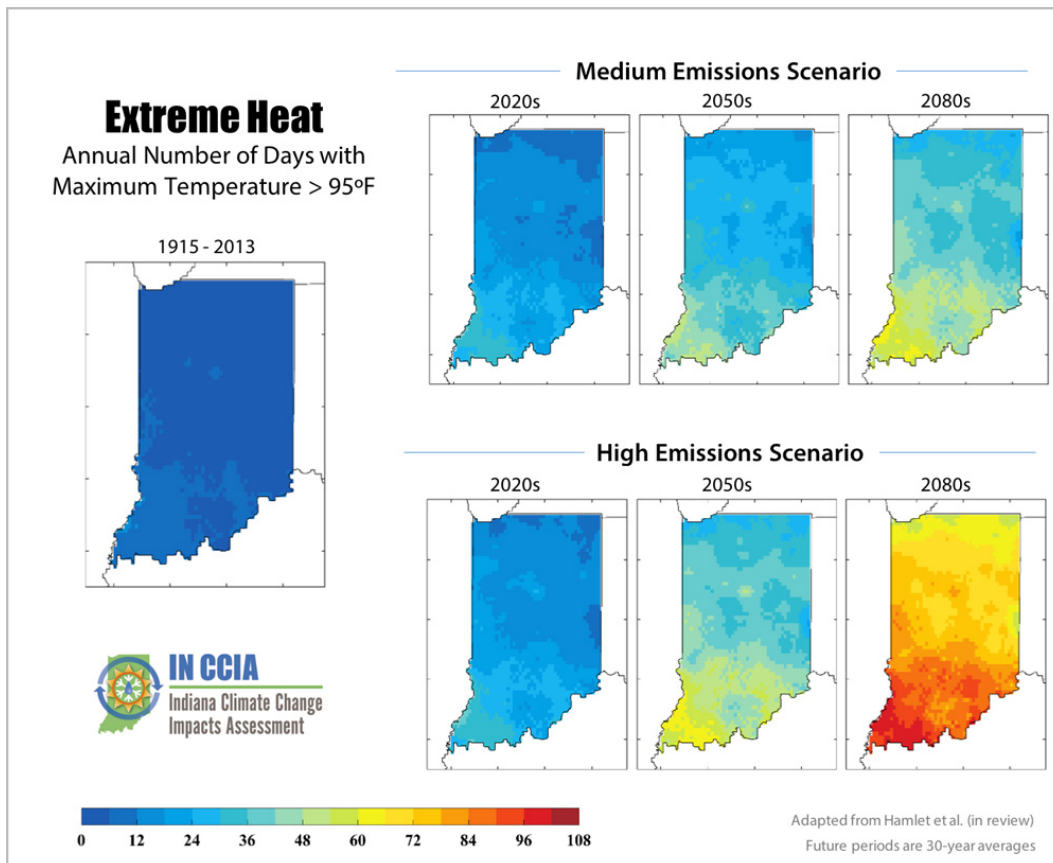 Extreme Heat
Annual Number of Days with
Maximum Temperature > 95ºF
1915 - 2013
Medium Emissions Scenario
2020s 2050s 2080s
High Emissions Scenario
2020s 2050s 2080s
IN CCIA
Indiana Climate Change
Impacts Assessment
0 12 24 36 48 60 72 84 96 108
Adapted from Hamlet et al. (in review)
Future periods are 30-year averages